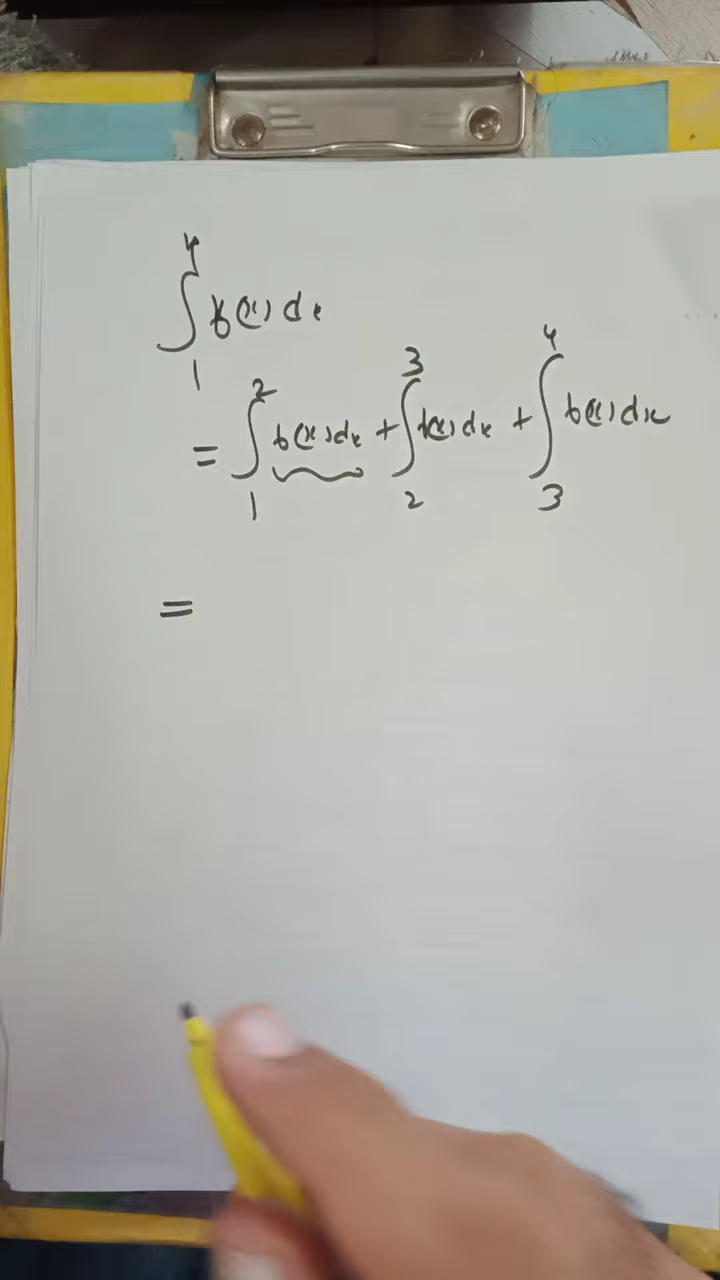 ∫₁⁴ f(x) dx
= ∫₁² f(x) dx + ∫₂³ f(x) dx + ∫₃⁴ f(x) dx
=